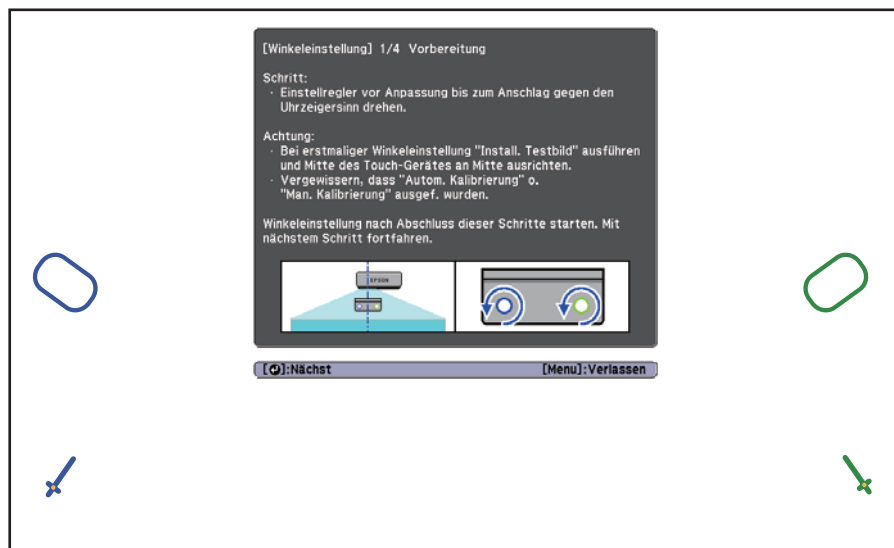 [Winkeleinstellung] 1/4 Vorbereitung
Schritt:
· Einstellregler vor Anpassung bis zum Anschlag gegen den
Uhrzeigersinn drehen.
Achtung:
· Bei erstmaliger Winkeleinstellung "Install. Testbild" ausführen
und Mitte des Touch-Gerätes an Mitte ausrichten.
· Vergewissern, dass "Autom. Kalibrierung" o.
"Man. Kalibrierung" ausgef. wurden.
Winkeleinstellung nach Abschluss dieser Schritte starten. Mit
nächstem Schritt fortfahren.
EPSON
[⏎]:Nächst [Menu]:Verlassen